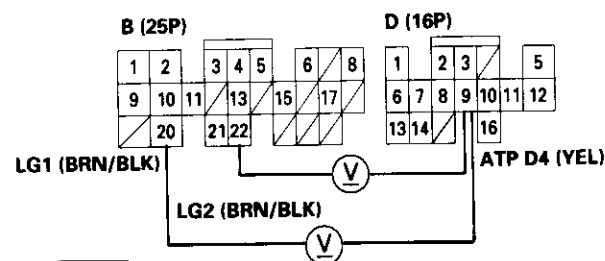 B (25P)
D (16P)
1 2 3 4 5 6 8
9 10 11 13 15 17
20 21 22
1 2 3 5
6 7 8 9 10 11 12
13 14 16
LG1 (BRN/BLK)
ATP D4 (YEL)
V
LG2 (BRN/BLK)
V